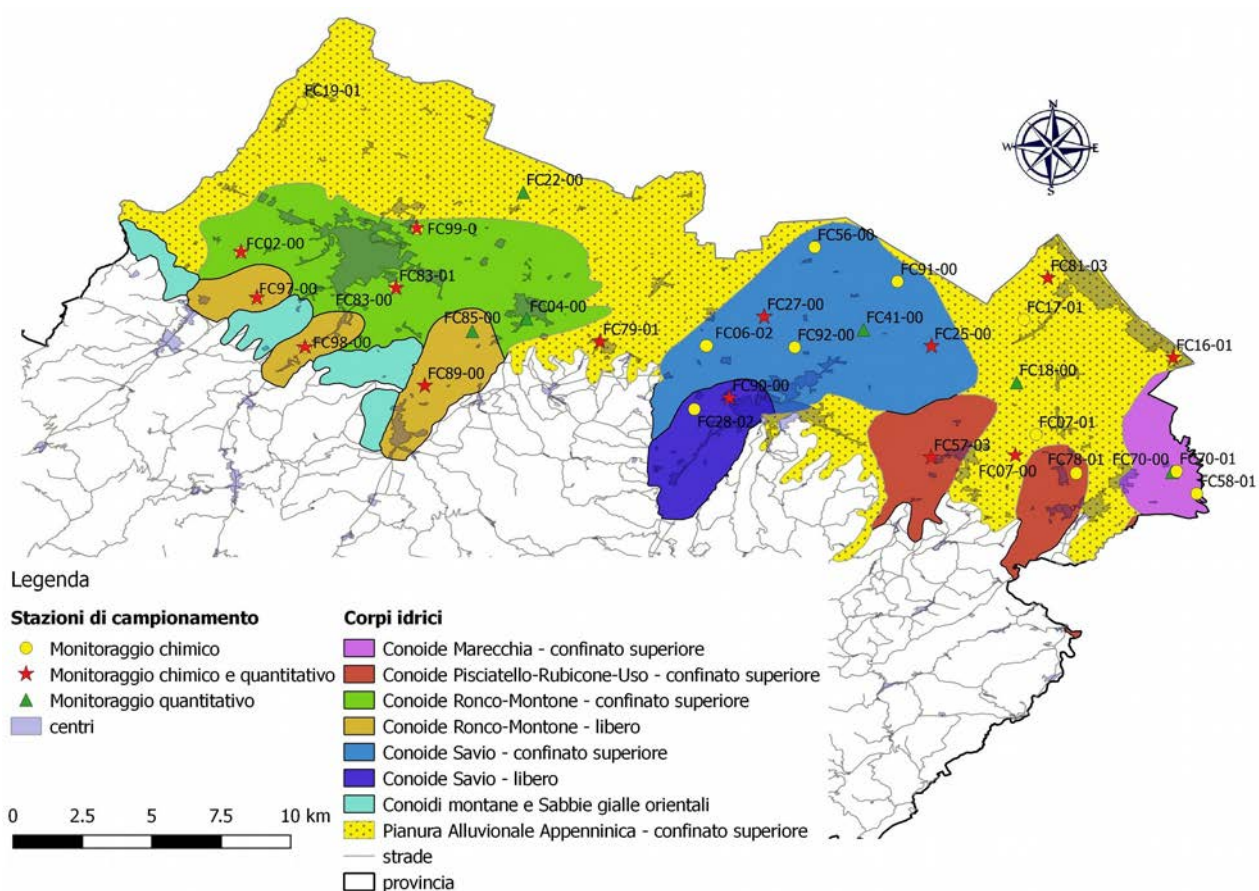 FC19-01
N
W E
S
FC22-00
FC99-0
FC02-00
FC56-00
FC83-01
FC91-00
FC81-03
FC97-00
FC83-00
FC04-00
FC27-00
FC17-01
FC85-00
FC79-01
FC06-02
FC92-00
FC41-00
FC25-00
FC98-00
FC16-01
FC89-00
FC90-00
FC18-00
FC28-02
FC07-01
FC57-03
FC07-00
FC78-01
FC70-00
FC70-01
FC58-01
Legenda
Stazioni di campionamento
Monitoraggio chimico
Monitoraggio chimico e quantitativo
Monitoraggio quantitativo
centri
0 2.5 5 7.5 10 km
Corpi idrici
Conoide Marecchia - confinato superiore
Conoide Pisciatello-Rubicone-Uso - confinato superiore
Conoide Ronco-Montone - confinato superiore
Conoide Ronco-Montone - libero
Conoide Savio - confinato superiore
Conoide Savio - libero
Conoidi montane e Sabbie gialle orientali
Pianura Alluvionale Appenninica - confinato superiore
strade
provincia